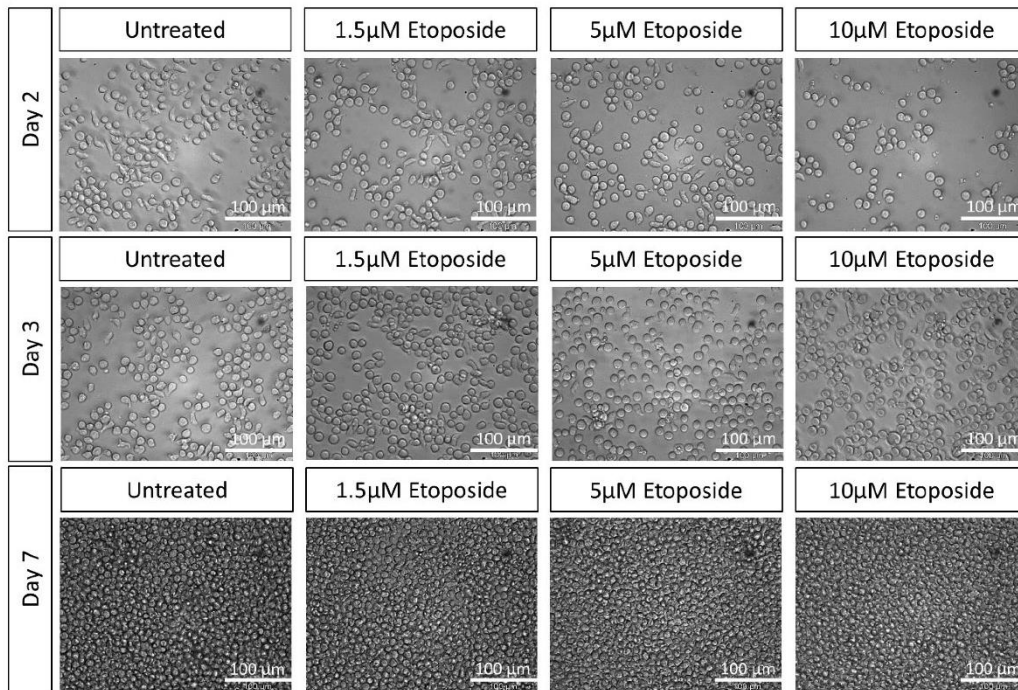 Untreated
1.5μM Etoposide
5μM Etoposide
10μM Etoposide
Day 2
100 μm
100 μm
100 μm
100 μm
Untreated
1.5μM Etoposide
5μM Etoposide
10μM Etoposide
Day 3
100 μm
100 μm
100 μm
100 μm
Untreated
1.5μM Etoposide
5μM Etoposide
10μM Etoposide
Day 7
100 μm
100 μm
100 μm
100 μm